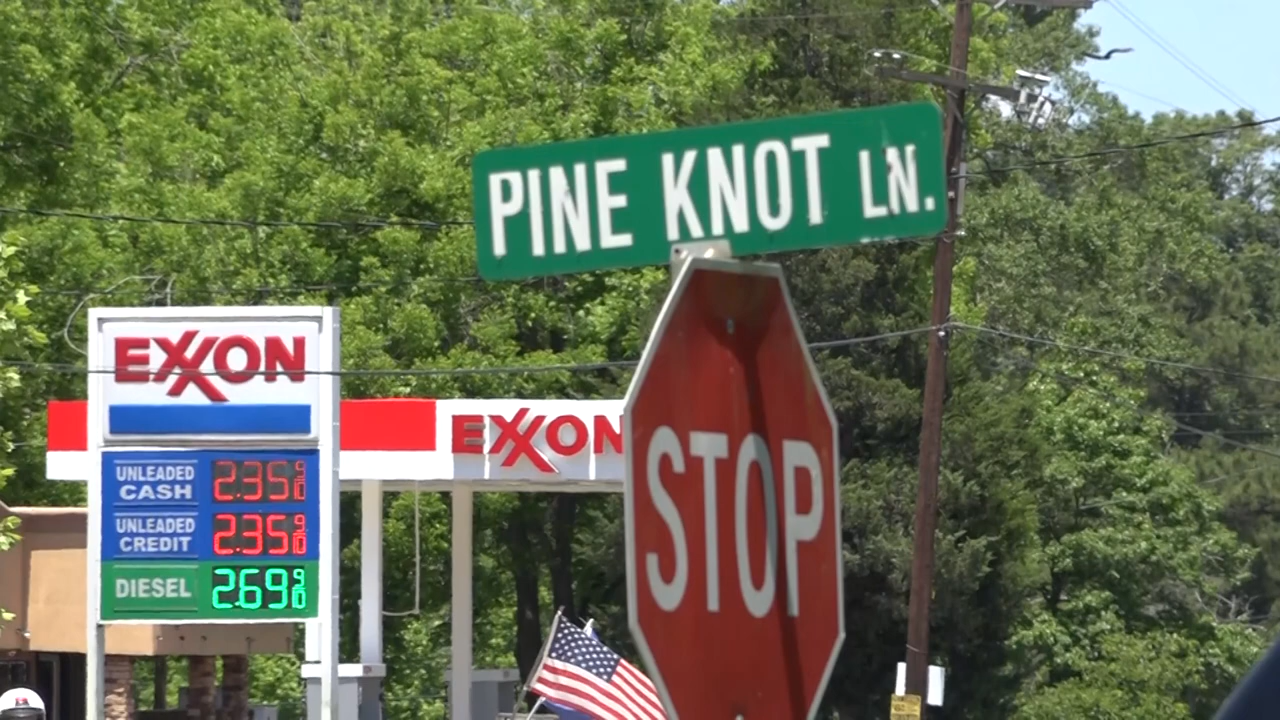 PINE KNOT LN.
STOP
EXXON
EXXON
UNLEADED CASH 2.35 9/10
UNLEADED CREDIT 2.35 9/10
DIESEL 2.69 9/10